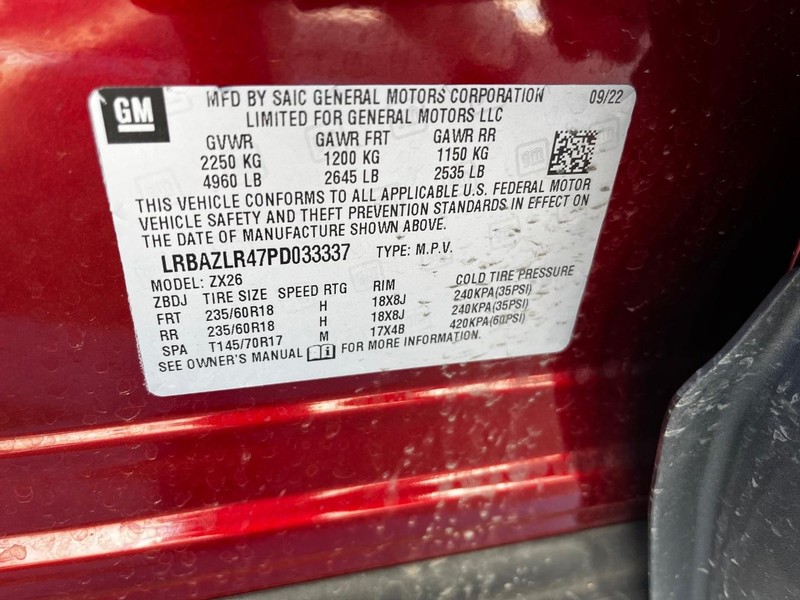 GM
MFD BY SAIC GENERAL MOTORS CORPORATION 09/22
LIMITED FOR GENERAL MOTORS LLC
GVWR GAWR FRT GAWR RR
2250 KG 1200 KG 1150 KG
4960 LB 2645 LB 2535 LB
THIS VEHICLE CONFORMS TO ALL APPLICABLE U.S. FEDERAL MOTOR
VEHICLE SAFETY AND THEFT PREVENTION STANDARDS IN EFFECT ON
THE DATE OF MANUFACTURE SHOWN ABOVE.
LRBAZLR47PD033337 TYPE: M.P.V.
MODEL: ZX26
ZBDJ TIRE SIZE SPEED RTG RIM COLD TIRE PRESSURE
FRT 235/60R18 H 18X8J 240KPA(35PSI)
RR 235/60R18 H 18X8J 240KPA(35PSI)
SPA T145/70R17 M 17X4B 420KPA(60PSI)
SEE OWNER'S MANUAL FOR MORE INFORMATION.